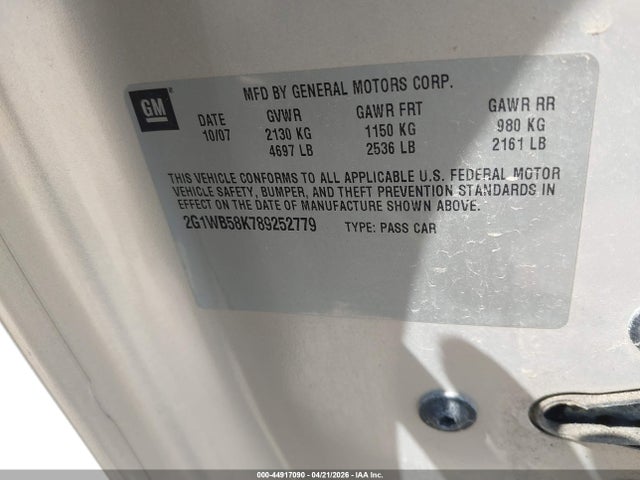 GM
MFD BY GENERAL MOTORS CORP.
DATE GVWR GAWR FRT GAWR RR
10/07 2130 KG 1150 KG 980 KG
4697 LB 2536 LB 2161 LB
THIS VEHICLE CONFORMS TO ALL APPLICABLE U.S. FEDERAL MOTOR
VEHICLE SAFETY, BUMPER, AND THEFT PREVENTION STANDARDS IN
EFFECT ON THE DATE OF MANUFACTURE SHOWN ABOVE.
2G1WB58K789252779 TYPE: PASS CAR
000-44917090 - 04/21/2026 - IAA Inc.